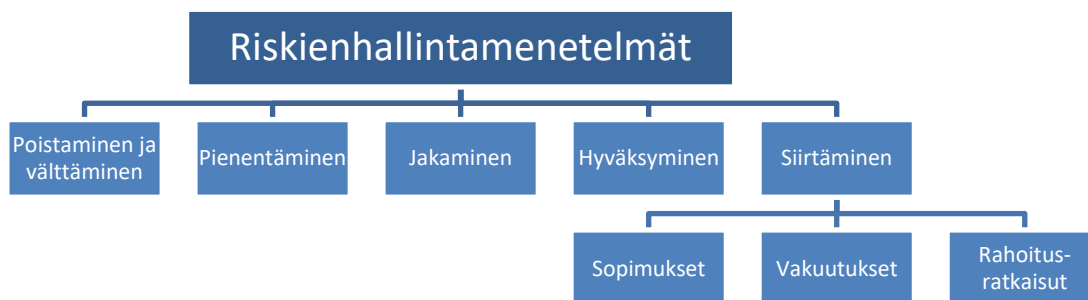 Riskienhallintamenetelmät
Poistaminen ja
välttäminen
Pienentäminen
Jakaminen
Hyväksyminen
Siirtäminen
Sopimukset
Vakuutukset
Rahoitus-
ratkaisut